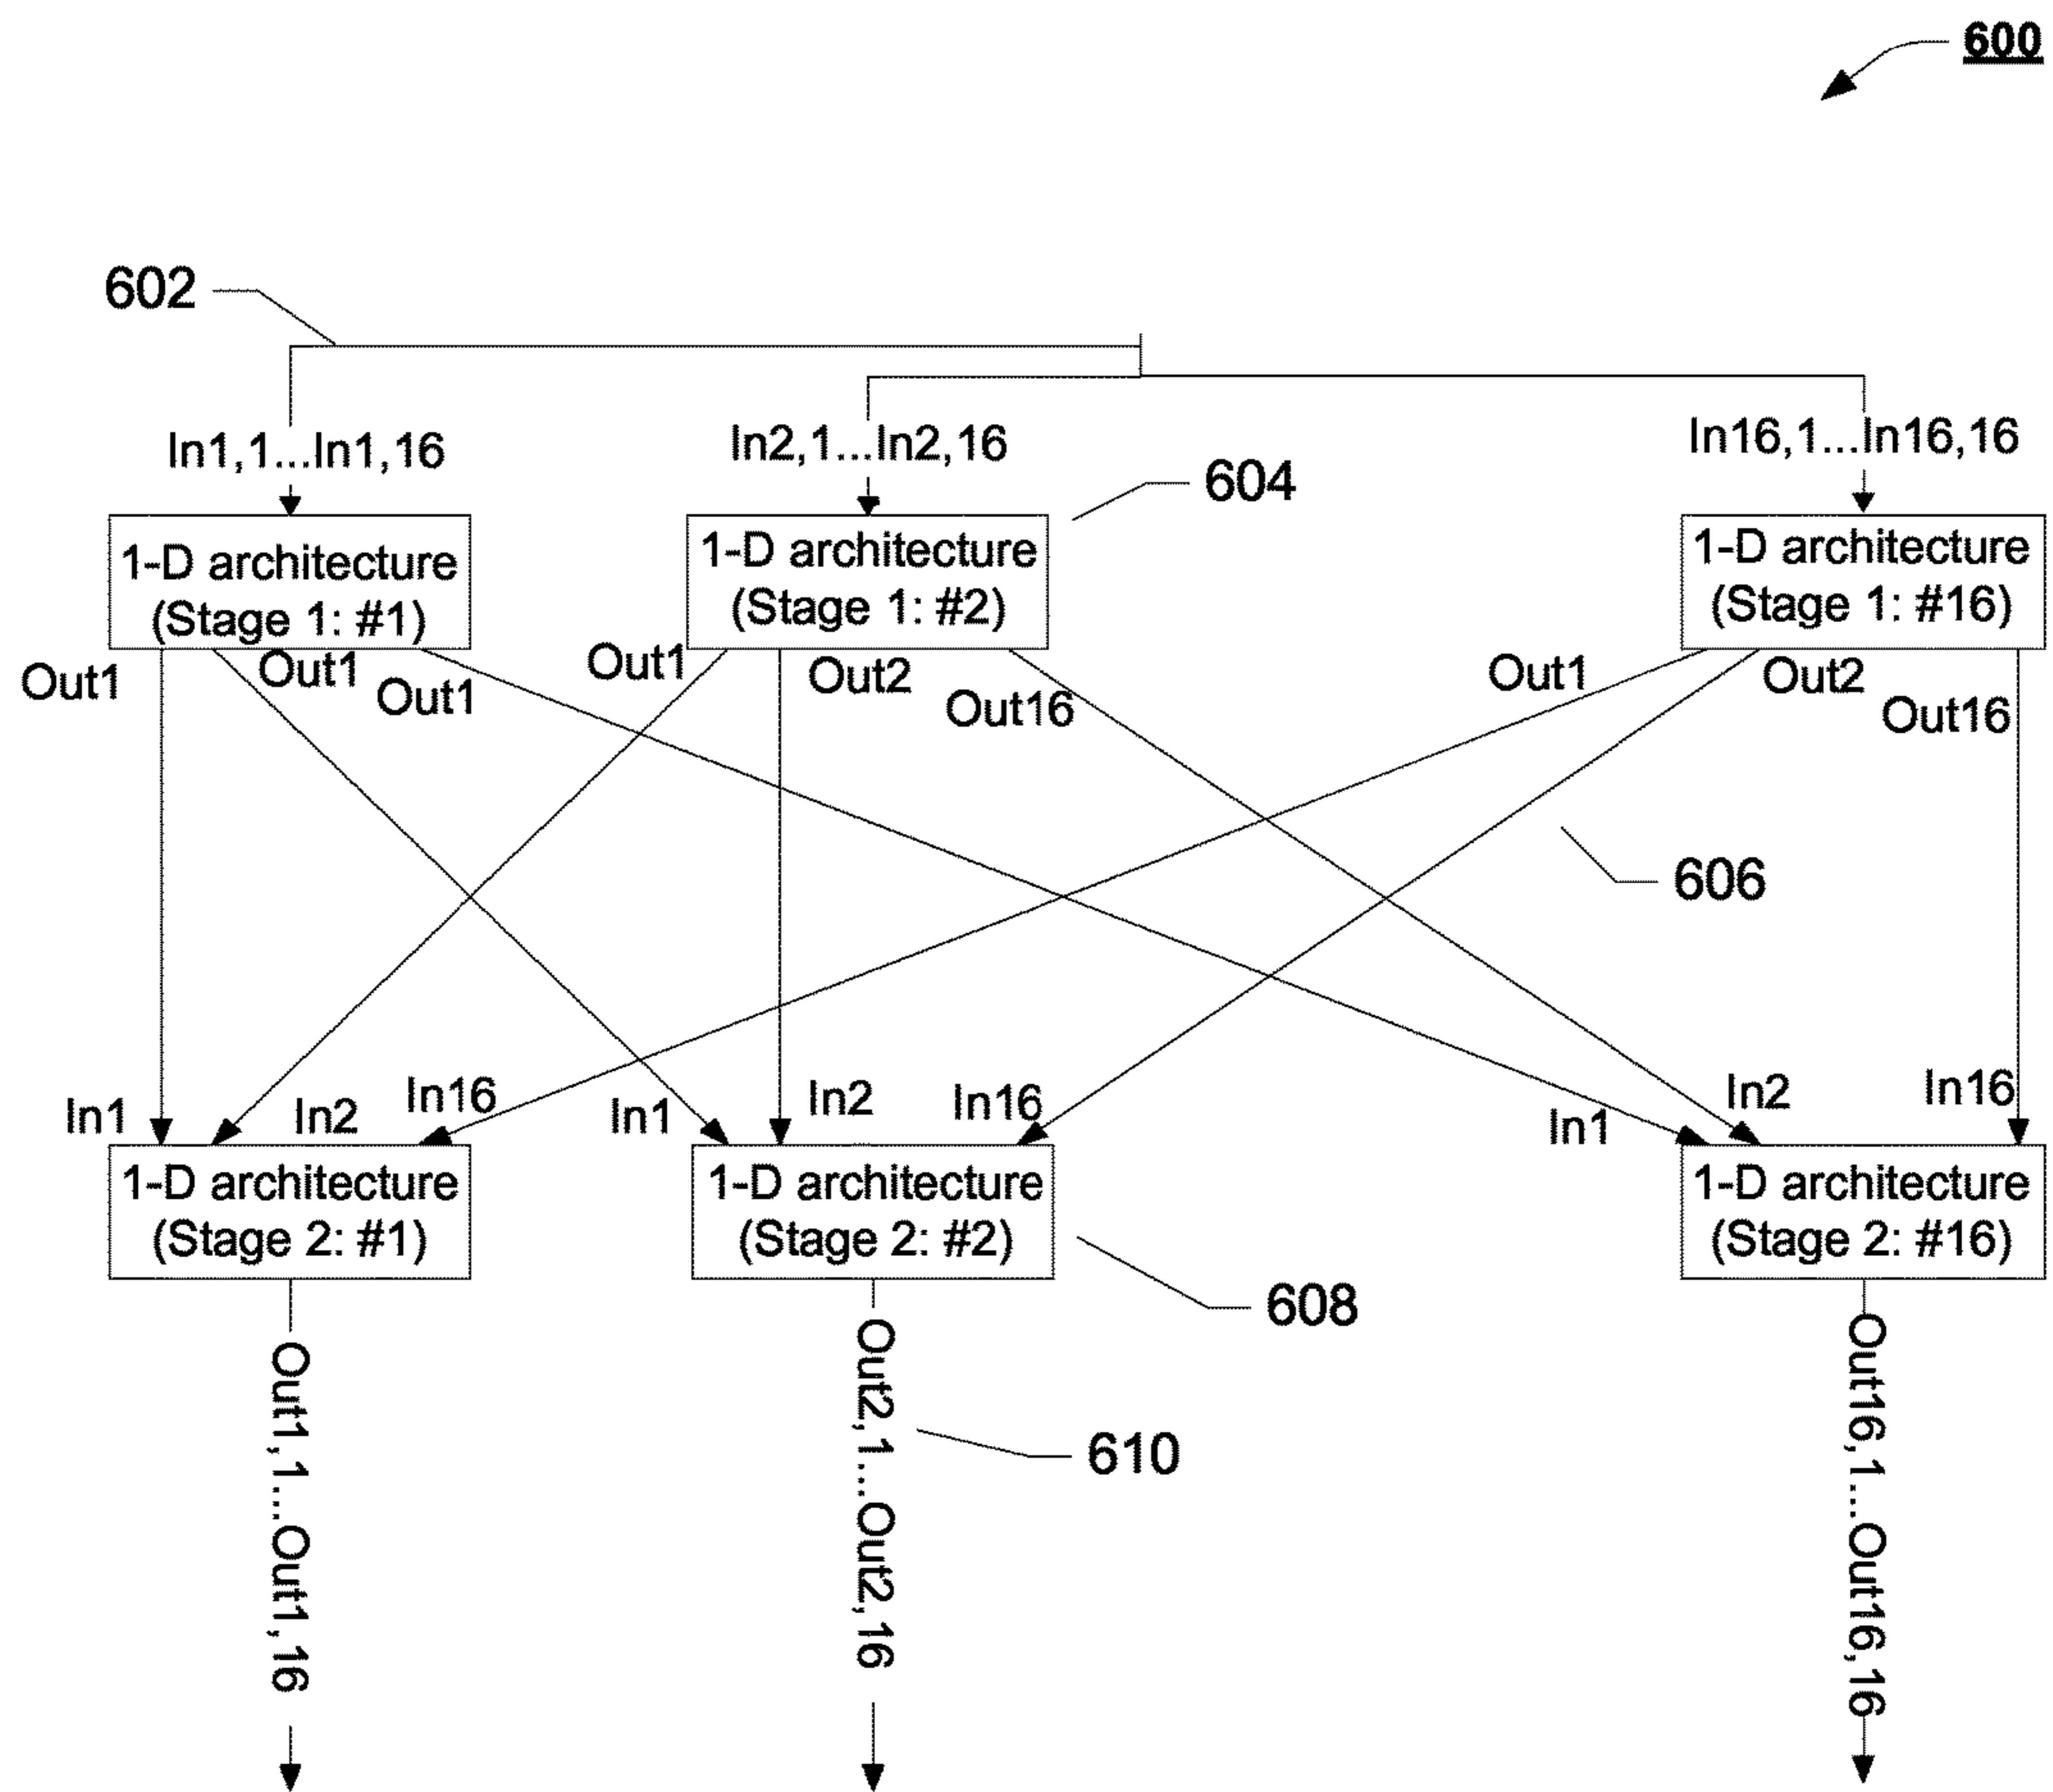 600
602
In1,1...In1,16
In2,1...In2,16
In16,1...In16,16
604
1-D architecture
(Stage 1: #1)
1-D architecture
(Stage 1: #2)
1-D architecture
(Stage 1: #16)
Out1
Out1
Out1
Out1
Out2
Out16
Out1
Out2
Out16
606
In1
In2
In16
In1
In2
In16
In1
In2
In16
1-D architecture
(Stage 2: #1)
1-D architecture
(Stage 2: #2)
1-D architecture
(Stage 2: #16)
608
Out1,1...Out1,16
Out2,1...Out2,16
610
Out16,1...Out16,16